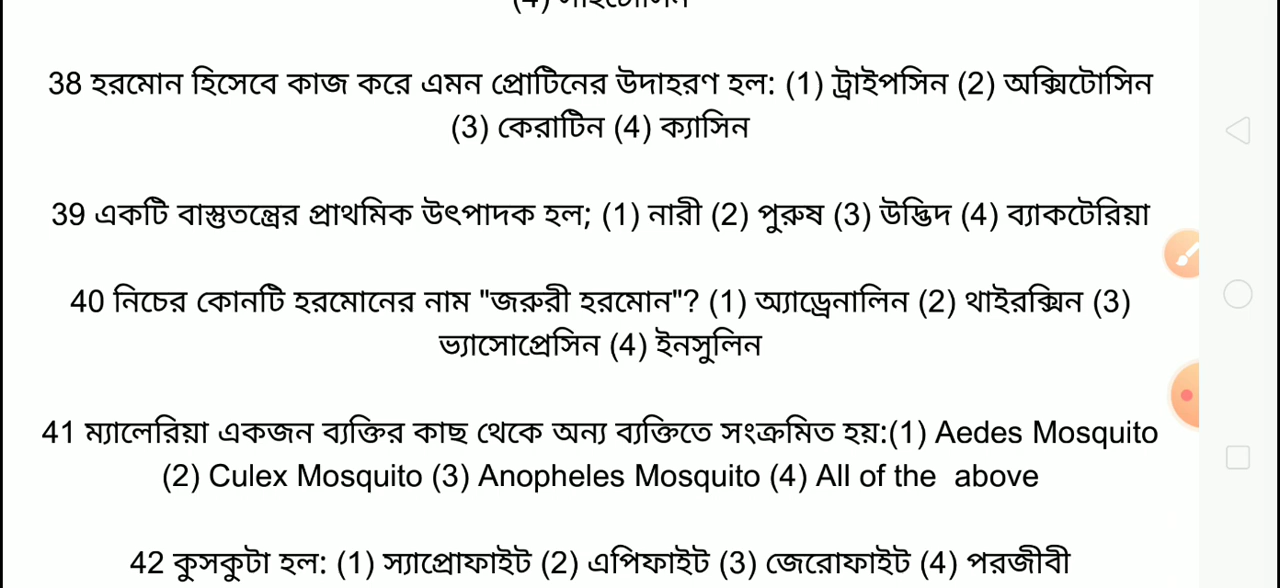 38 হরমোন হিসেবে কাজ করে এমন প্রোটিনের উদাহরণ হল: (1) ট্রাইপসিন (2) অক্সিটোসিন
(3) কেরাটিন (4) ক্যাসিন
39 একটি বাস্তুতন্ত্রের প্রাথমিক উৎপাদক হল; (1) নারী (2) পুরুষ (3) উদ্ভিদ (4) ব্যাকটেরিয়া
40 নিচের কোনটি হরমোনের নাম "জরুরী হরমোন"? (1) অ্যাড্রেনালিন (2) থাইরক্সিন (3)
ভ্যাসোপ্রেসিন (4) ইনসুলিন
41 ম্যালেরিয়া একজন ব্যক্তির কাছ থেকে অন্য ব্যক্তিতে সংক্রমিত হয়:(1) Aedes Mosquito
(2) Culex Mosquito (3) Anopheles Mosquito (4) All of the above
42 কুসকুটা হল: (1) স্যাপ্রোফাইট (2) এপিফাইট (3) জেরোফাইট (4) পরজীবী